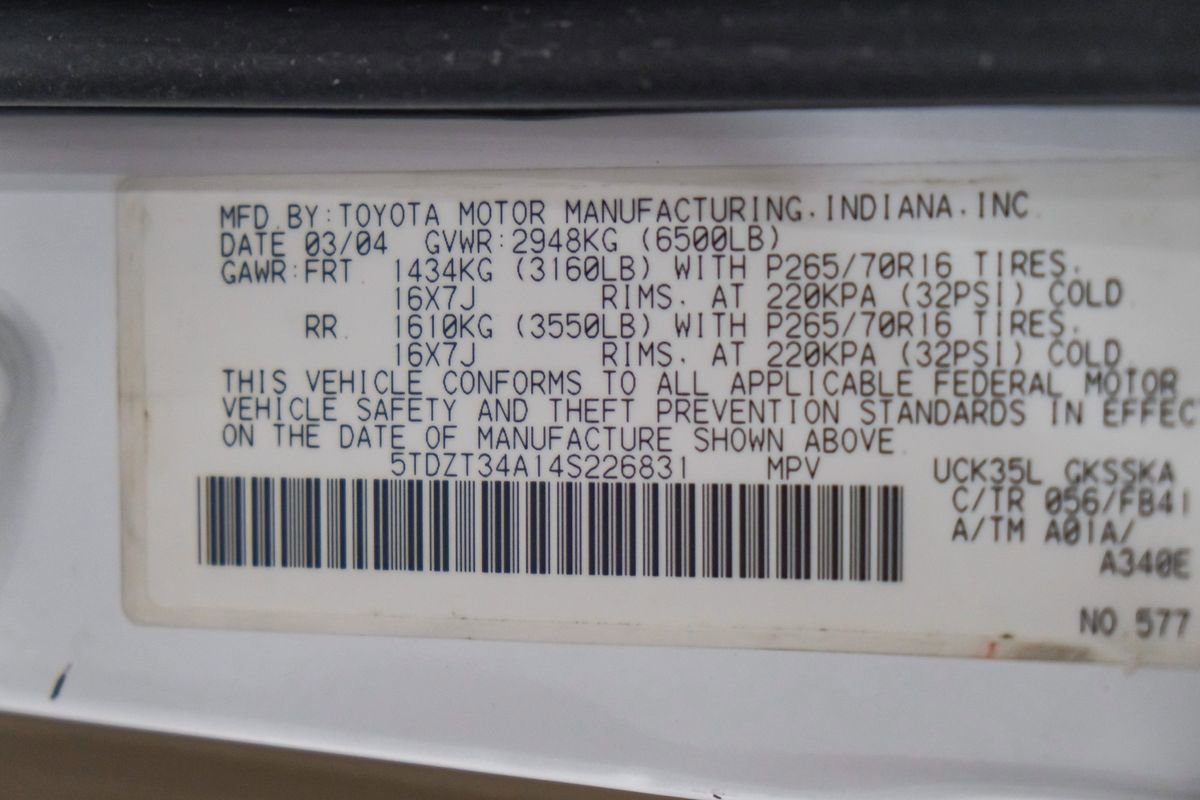 MFD. BY: TOYOTA MOTOR MANUFACTURING. INDIANA. INC.
DATE 03/04 GVWR: 2948KG (6500LB)
GAWR: FRT 1434KG (3160LB) WITH P265/70R16 TIRES.
16X7J RIMS. AT 220KPA (32PSI) COLD
RR. 1610KG (3550LB) WITH P265/70R16 TIRES.
16X7J RIMS. AT 220KPA (32PSI) COLD.
THIS VEHICLE CONFORMS TO ALL APPLICABLE FEDERAL MOTOR
VEHICLE SAFETY AND THEFT PREVENTION STANDARDS IN EFFEC
ON THE DATE OF MANUFACTURE SHOWN ABOVE
5TDZT34A14S226831 MPV UCK35L GKSSKA
C/TR 056/FB41
A/TM A01A/
A340E
NO 577